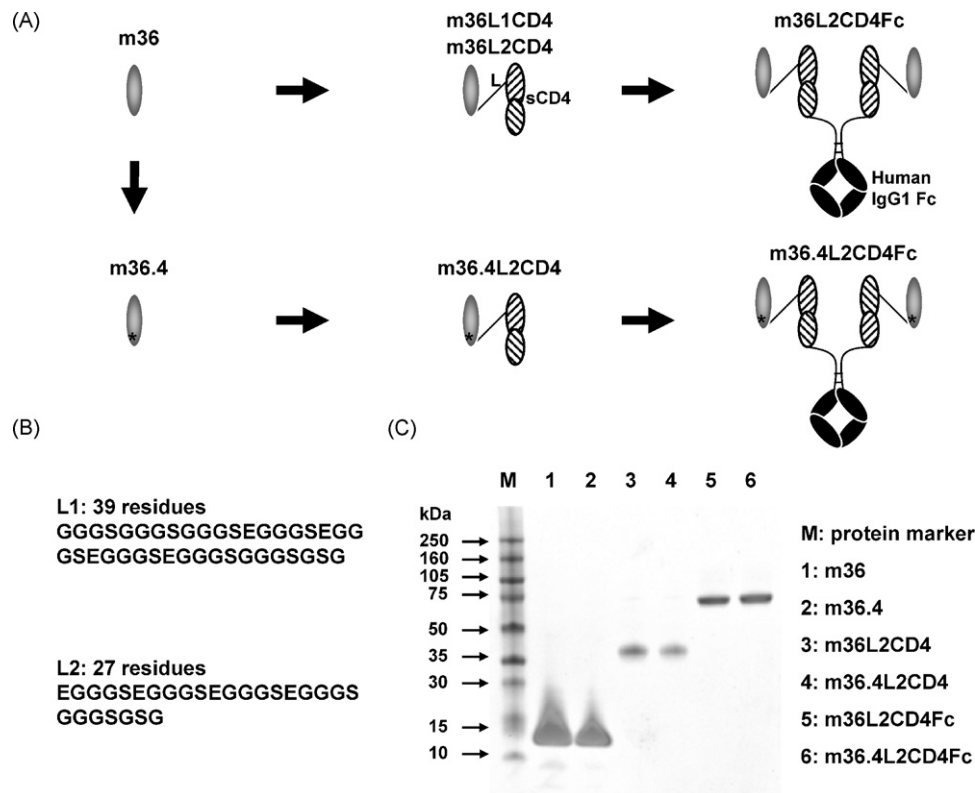 (A)
m36
m36L1CD4
m36L2CD4
L
sCD4
m36L2CD4Fc
Human
IgG1 Fc
m36.4
*
m36.4L2CD4
*
m36.4L2CD4Fc
* *
(B)
L1: 39 residues
GGGSGGGSGGGSEGGGSEGG
GSEGGGSEGGGSGGGSGSG
L2: 27 residues
EGGGSEGGGSEGGGSEGGGS
GGGSGSG
(C)
M 1 2 3 4 5 6
kDa
250
160
105
75
50
35
30
15
10
M: protein marker
1: m36
2: m36.4
3: m36L2CD4
4: m36.4L2CD4
5: m36L2CD4Fc
6: m36.4L2CD4Fc